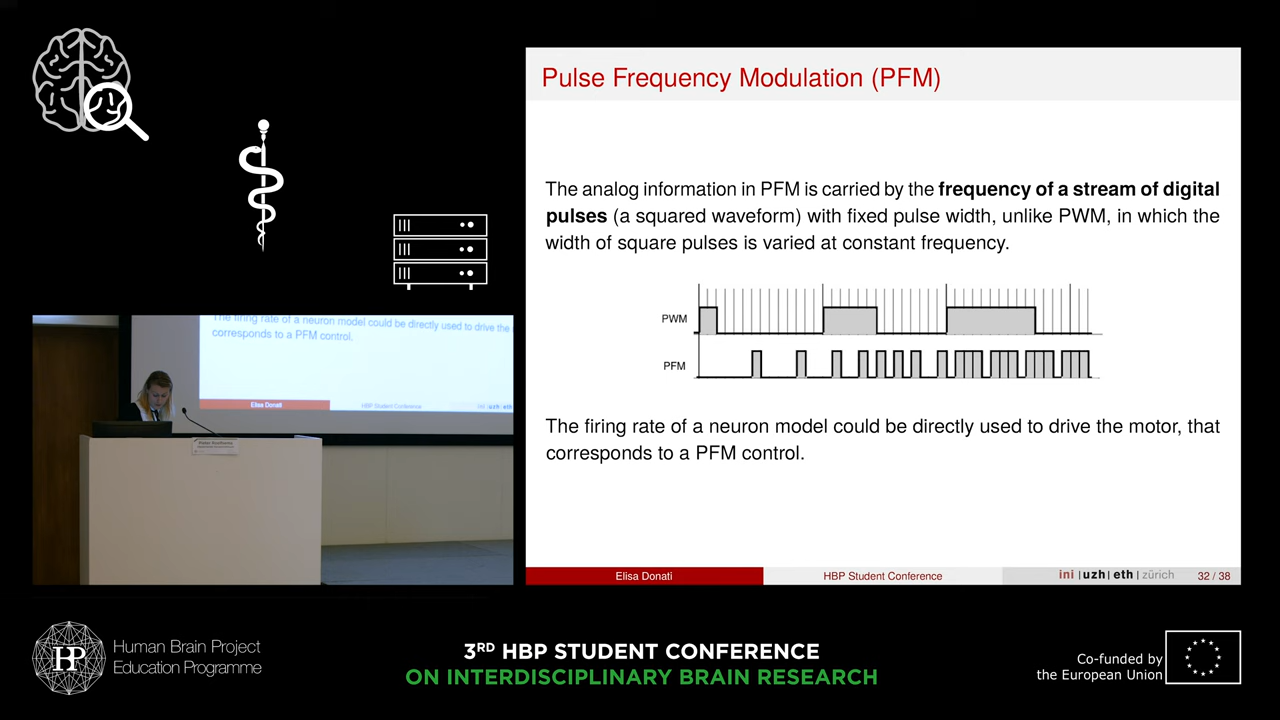 Pulse Frequency Modulation (PFM)
The analog information in PFM is carried by the frequency of a stream of digital
pulses (a squared waveform) with fixed pulse width, unlike PWM, in which the
width of square pulses is varied at constant frequency.
PWM
PFM
The firing rate of a neuron model could be directly used to drive the motor, that
corresponds to a PFM control.
Elisa Donati
HBP Student Conference
ini | uzh | eth | zürich
32 / 38
The firing rate of a neuron model could be directly used to drive the m
corresponds to a PFM control.
Elisa Donati
HBP Student Conference
ini uzh eth
HP
Human Brain Project
Education Programme
3RD HBP STUDENT CONFERENCE
ON INTERDISCIPLINARY BRAIN RESEARCH
Co-funded by
the European Union